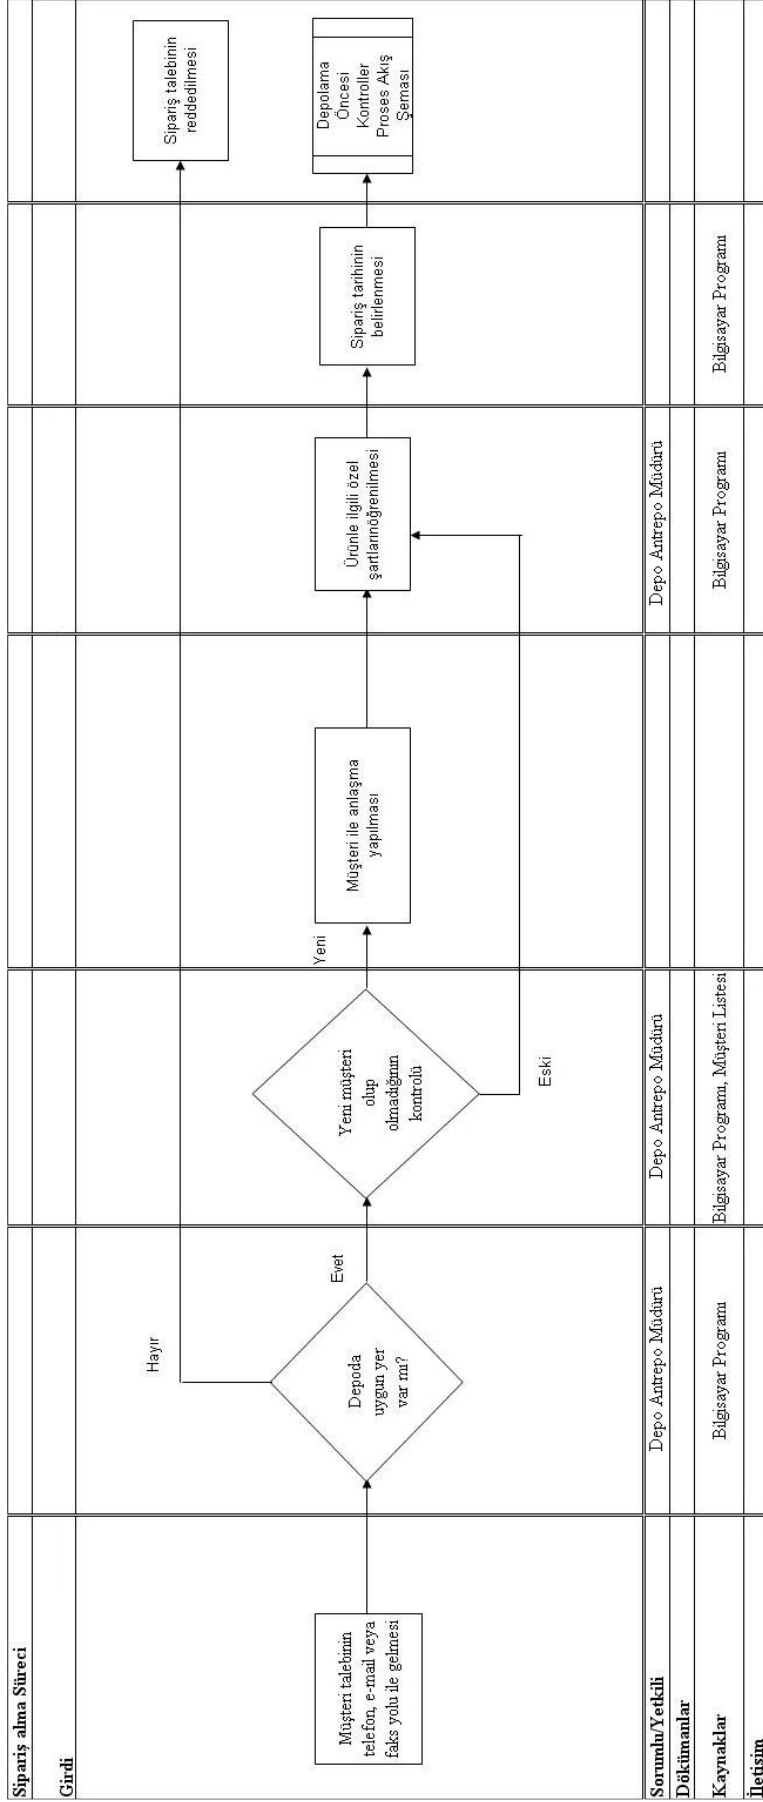 Sipariş alma Süreci
Girdi
Müşteri talebinin
telefon, e-mail veya
faks yolu ile gelmesi
Depoda
uygun yer
var mı?
Hayır
Evet
Yeni müşteri
olup
olmadığının
kontrolü
Yeni
Eski
Müşteri ile anlaşma
yapılması
Ürünle ilgili özel
şartlarınöğrenilmesi
Sipariş tarihinin
belirlenmesi
Sipariş talebinin
reddedilmesi
Depolama
Öncesi
Kontroller
Proses Akış
Şeması
Sorumlu/Yetkili
Depo Antrepo Müdürü
Depo Antrepo Müdürü
Depo Antrepo Müdürü
Dökümanlar
Kaynaklar
Bilgisayar Programı
Bilgisayar Programı, Müşteri Listesi
Bilgisayar Programı
Bilgisayar Programı
İletişim